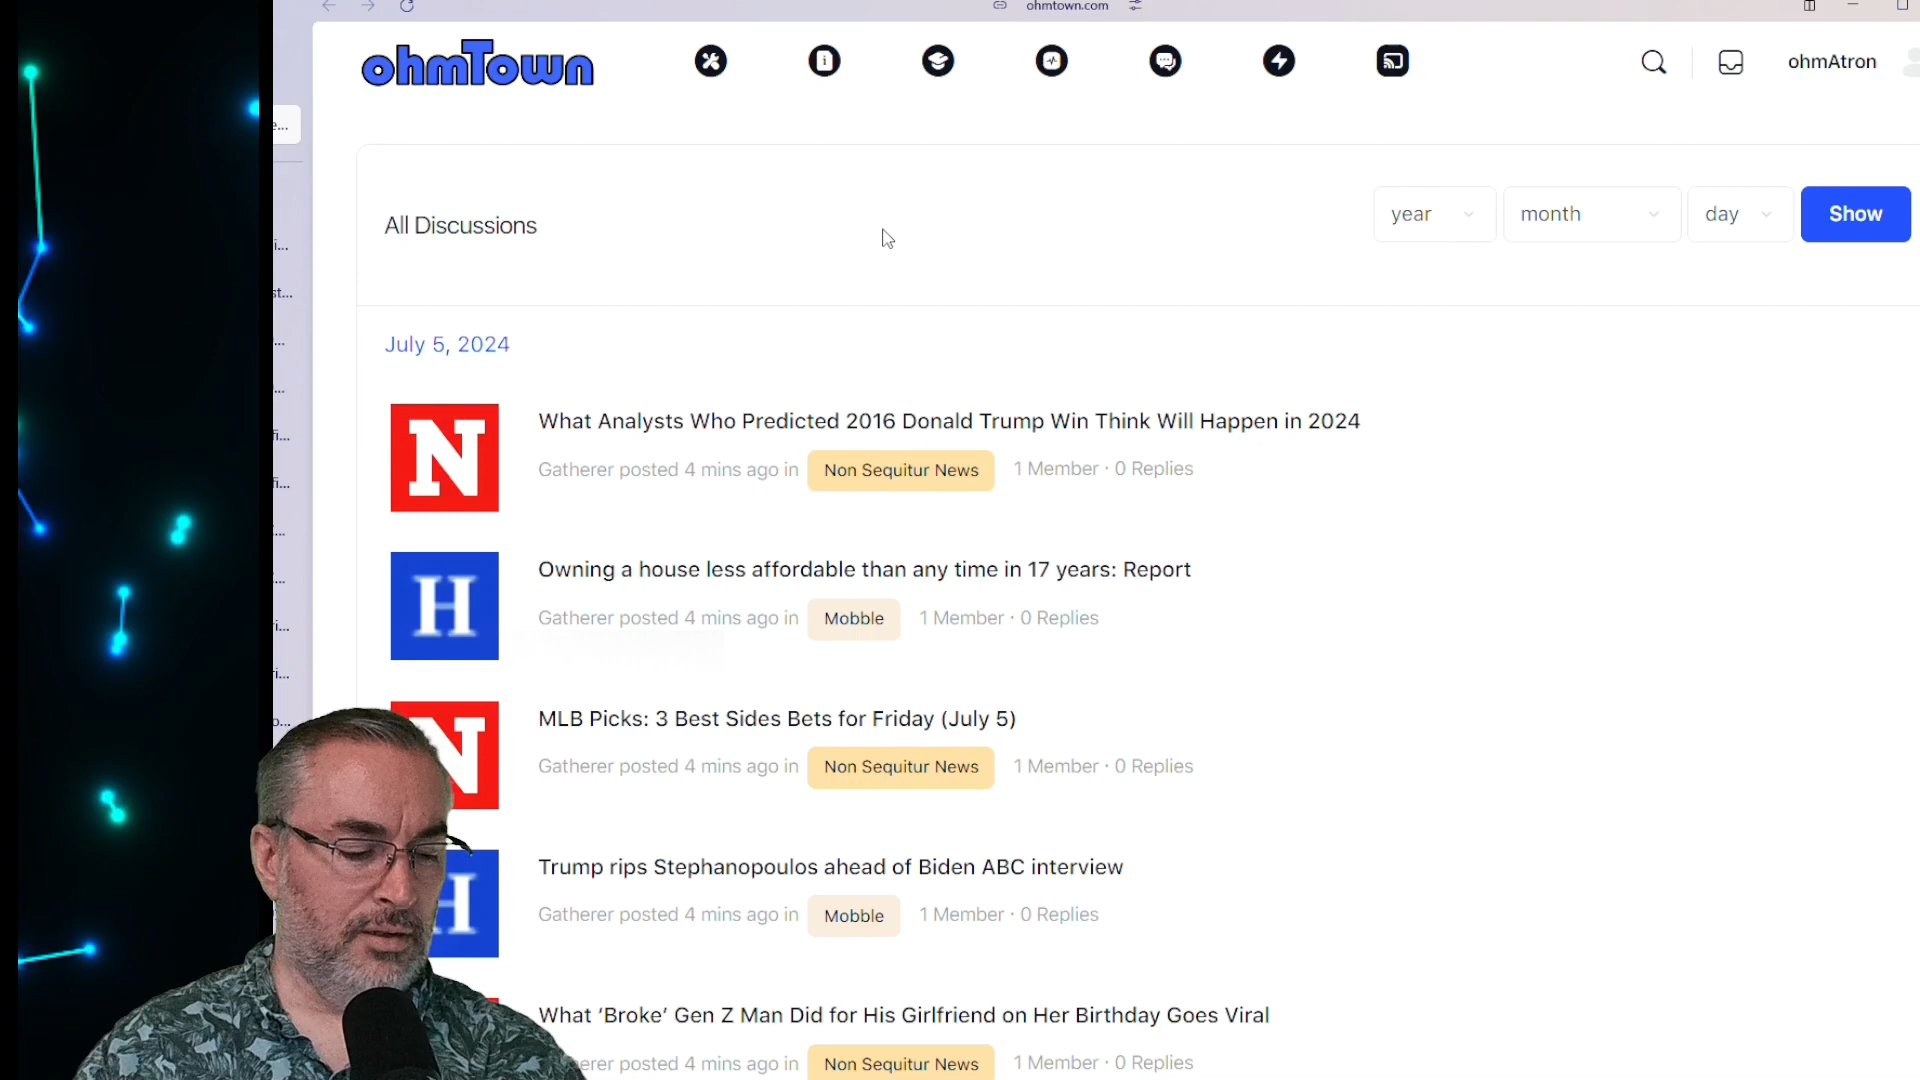 ohmtown.com
ohmTown
ohmAtron
e...
i...
st...
...
...
fi...
fi...
...
...
i...
i...
o...
All Discussions
year
month
day
Show
July 5, 2024
N
What Analysts Who Predicted 2016 Donald Trump Win Think Will Happen in 2024
Gatherer posted 4 mins ago in Non Sequitur News 1 Member · 0 Replies
H
Owning a house less affordable than any time in 17 years: Report
Gatherer posted 4 mins ago in Mobble 1 Member · 0 Replies
N
MLB Picks: 3 Best Sides Bets for Friday (July 5)
Gatherer posted 4 mins ago in Non Sequitur News 1 Member · 0 Replies
H
Trump rips Stephanopoulos ahead of Biden ABC interview
Gatherer posted 4 mins ago in Mobble 1 Member · 0 Replies
What ‘Broke’ Gen Z Man Did for His Girlfriend on Her Birthday Goes Viral
erer posted 4 mins ago in Non Sequitur News 1 Member · 0 Replies